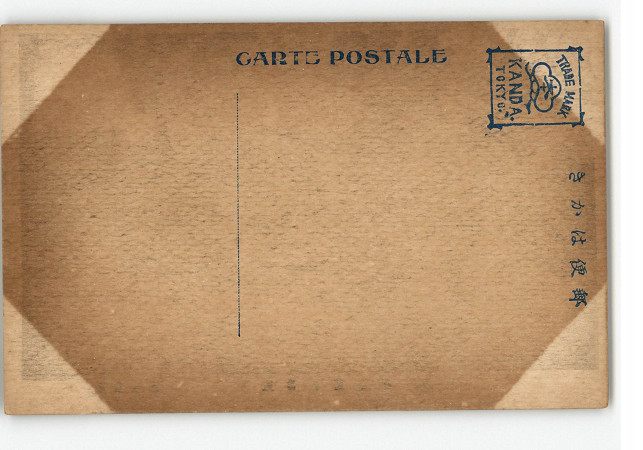 CARTE POSTALE
TRADE MARK
KANDA
TOKYO.
きかは便郵